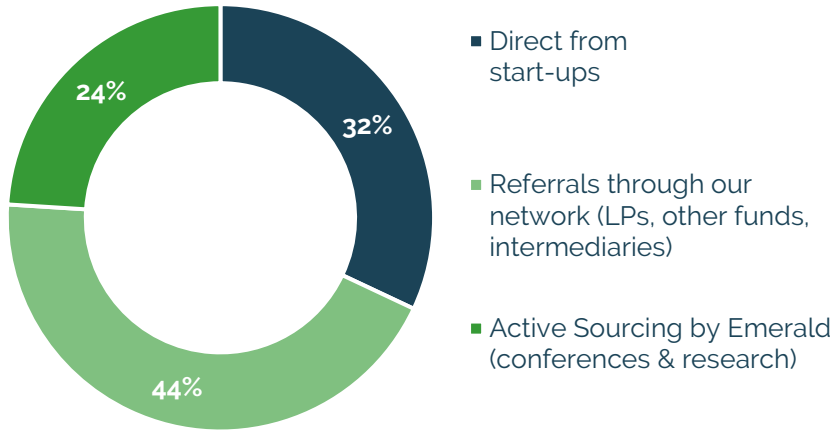 24%
32%
44%
Direct from
start-ups
Referrals through our
network (LPs, other funds,
intermediaries)
Active Sourcing by Emerald
(conferences & research)